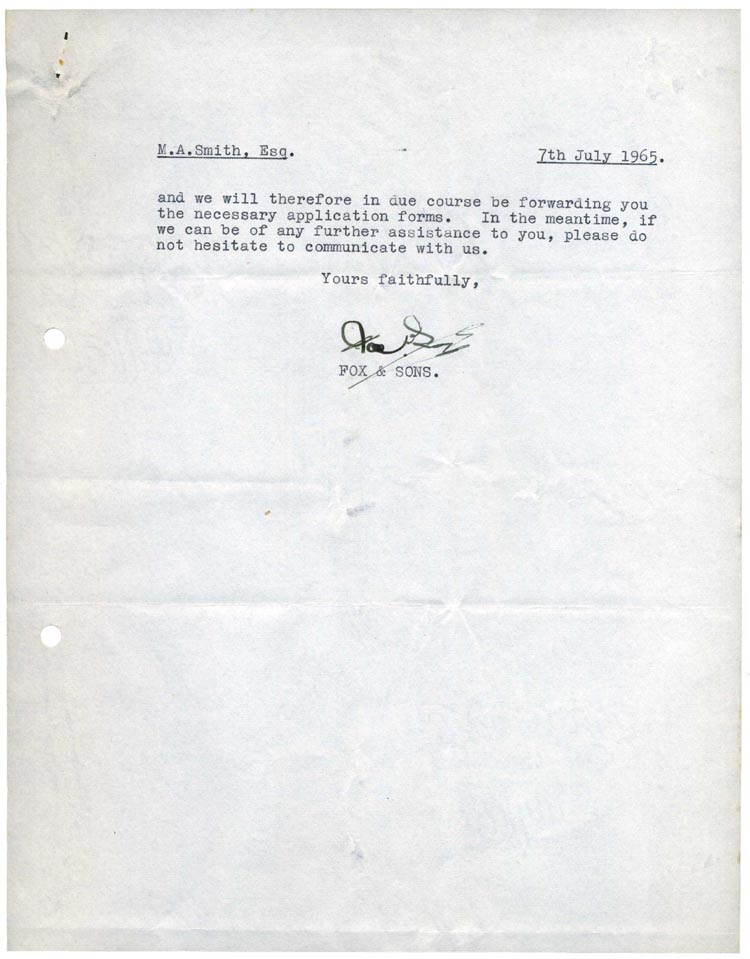 M.A.Smith, Esq.
7th July 1965.
and we will therefore in due course be forwarding you
the necessary application forms. In the meantime, if
we can be of any further assistance to you, please do
not hesitate to communicate with us.
Yours faithfully,
FOX & SONS.